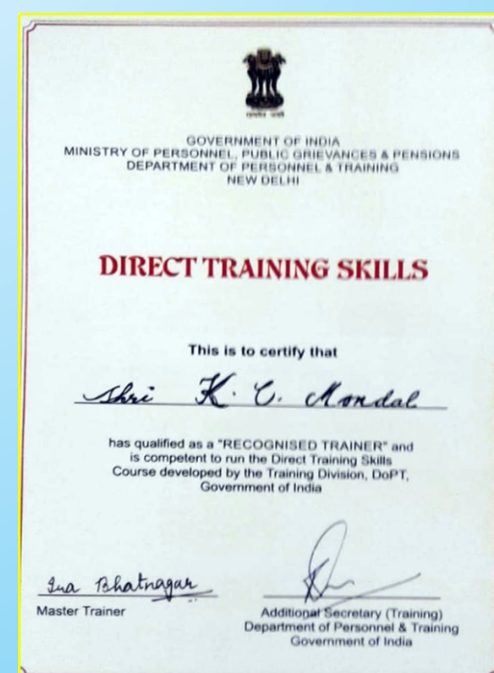 GOVERNMENT OF INDIA
MINISTRY OF PERSONNEL, PUBLIC GRIEVANCES & PENSIONS
DEPARTMENT OF PERSONNEL & TRAINING
NEW DELHI
DIRECT TRAINING SKILLS
This is to certify that
Shri K. C. Mondal
has qualified as a "RECOGNISED TRAINER" and
is competent to run the Direct Training Skills
Course developed by the Training Division, DoPT,
Government of India
Bhatnagar
Master Trainer
Additional Secretary (Training)
Department of Personnel & Training
Government of India